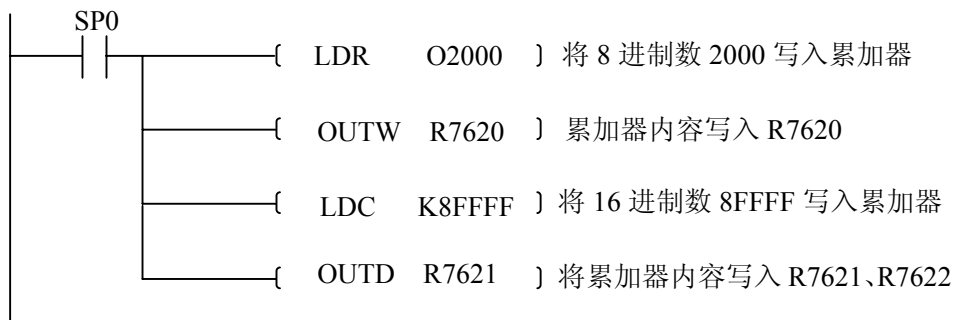 SP0
〔 LDR O2000 〕 将 8 进制数 2000 写入累加器
〔 OUTW R7620 〕 累加器内容写入 R7620
〔 LDC K8FFFF 〕 将 16 进制数 8FFFF 写入累加器
〔 OUTD R7621 〕 将累加器内容写入 R7621、R7622